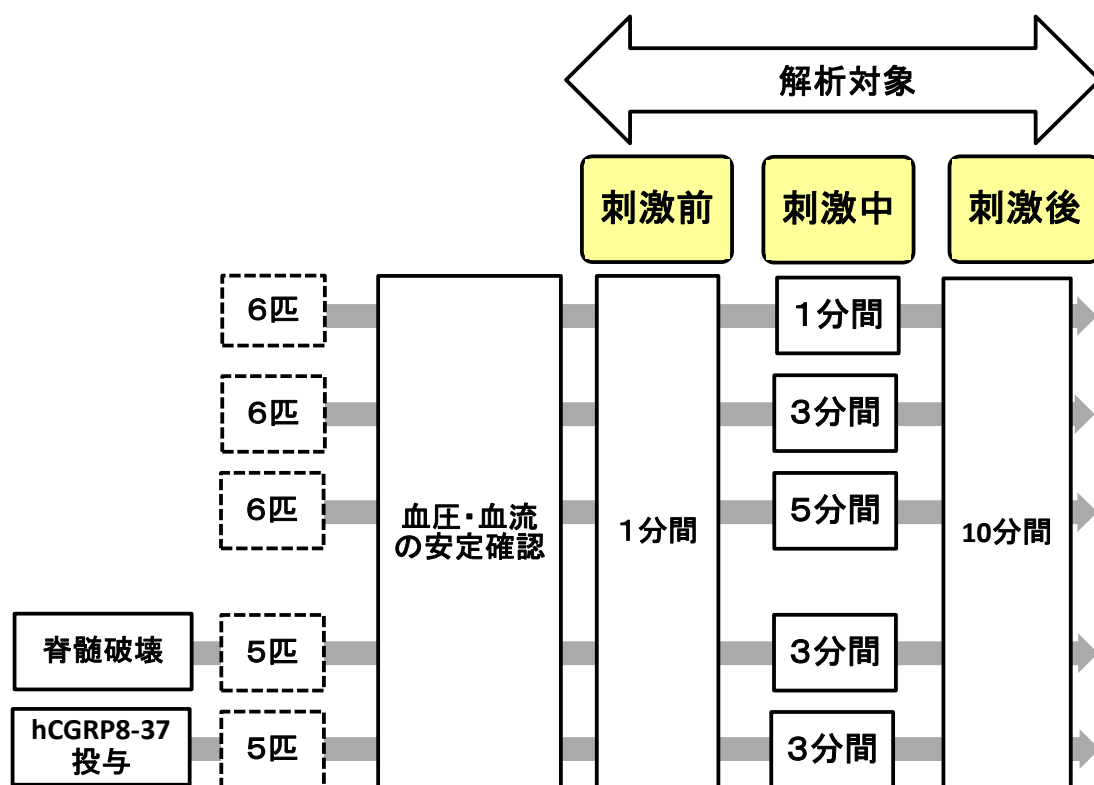 解析対象
刺激前
刺激中
刺激後
6匹
1分間
6匹
3分間
6匹
5分間
血圧・血流
の安定確認
1分間
10分間
脊髄破壊
5匹
3分間
hCGRP8-37
投与
5匹
3分間